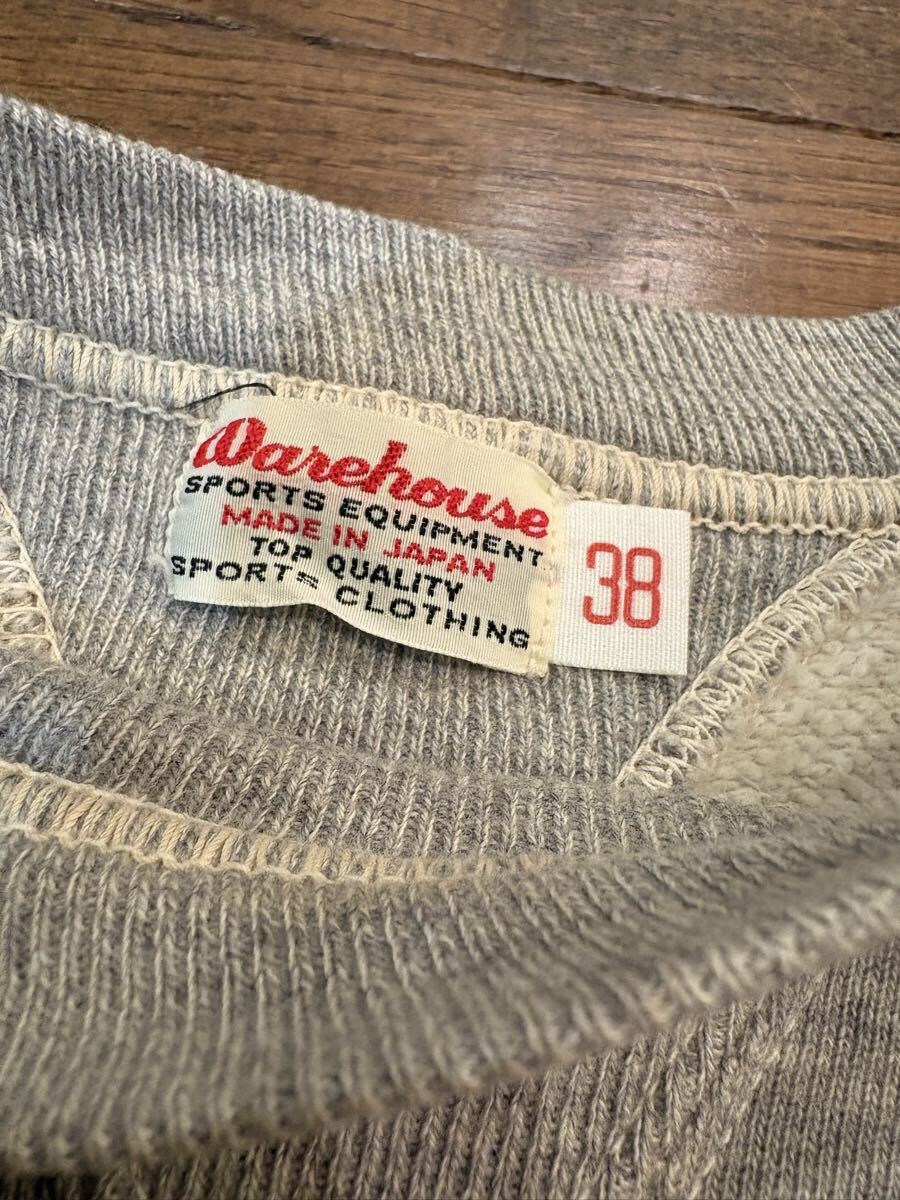 Warehouse
SPORTS EQUIPMENT
MADE IN JAPAN
TOP QUALITY
SPORT'S CLOTHING
38